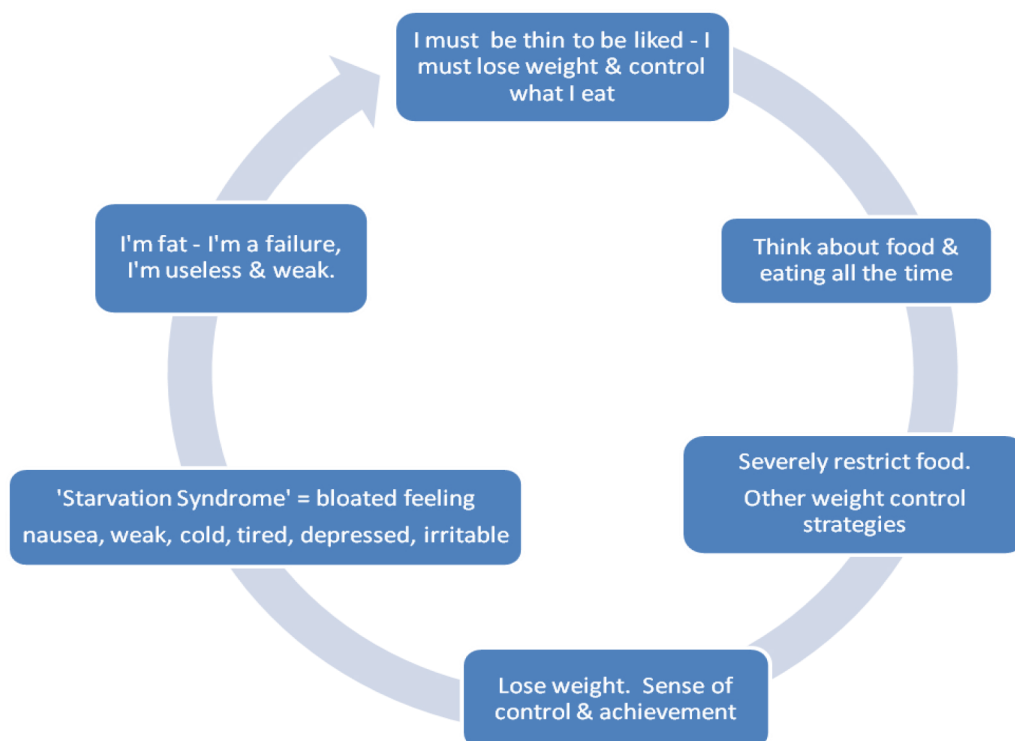 I must  be thin to be liked - I
must lose weight & control
what I eat
Think about food &
eating all the time
Severely restrict food.
Other weight control
strategies
Lose weight.  Sense of
control & achievement
'Starvation Syndrome' = bloated feeling
nausea, weak, cold, tired, depressed, irritable
I'm fat - I'm a failure,
I'm useless & weak.